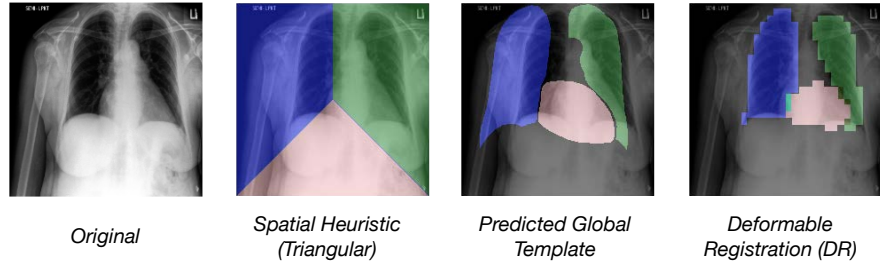 Original
Spatial Heuristic
(Triangular)
Predicted Global
Template
Deformable
Registration (DR)